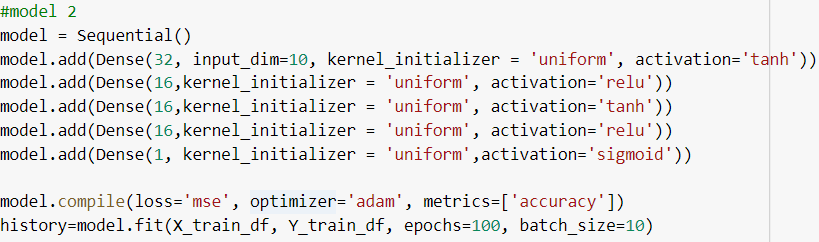 #model 2
model = Sequential()
model.add(Dense(32, input_dim=10, kernel_initializer = 'uniform', activation='tanh'))
model.add(Dense(16,kernel_initializer = 'uniform', activation='relu'))
model.add(Dense(16,kernel_initializer = 'uniform', activation='tanh'))
model.add(Dense(16,kernel_initializer = 'uniform', activation='relu'))
model.add(Dense(1, kernel_initializer = 'uniform',activation='sigmoid'))
model.compile(loss='mse', optimizer='adam', metrics=['accuracy'])
history=model.fit(X_train_df, Y_train_df, epochs=100, batch_size=10)